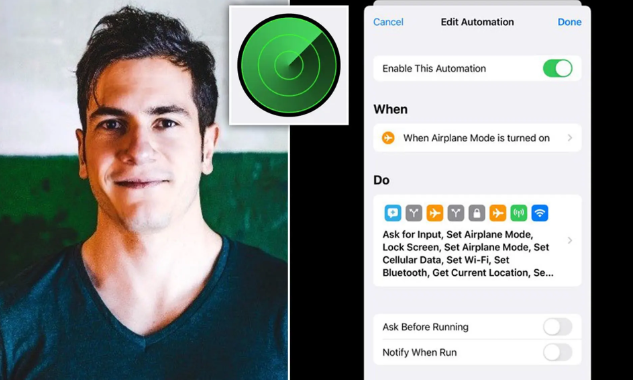 Cancel
Edit Automation
Done
Enable This Automation
When
When Airplane Mode is turned on
Do
Ask for Input, Set Airplane Mode,
Lock Screen, Set Airplane Mode, Set
Cellular Data, Set Wi-Fi, Set
Bluetooth, Get Current Location, Se...
Ask Before Running
Notify When Run